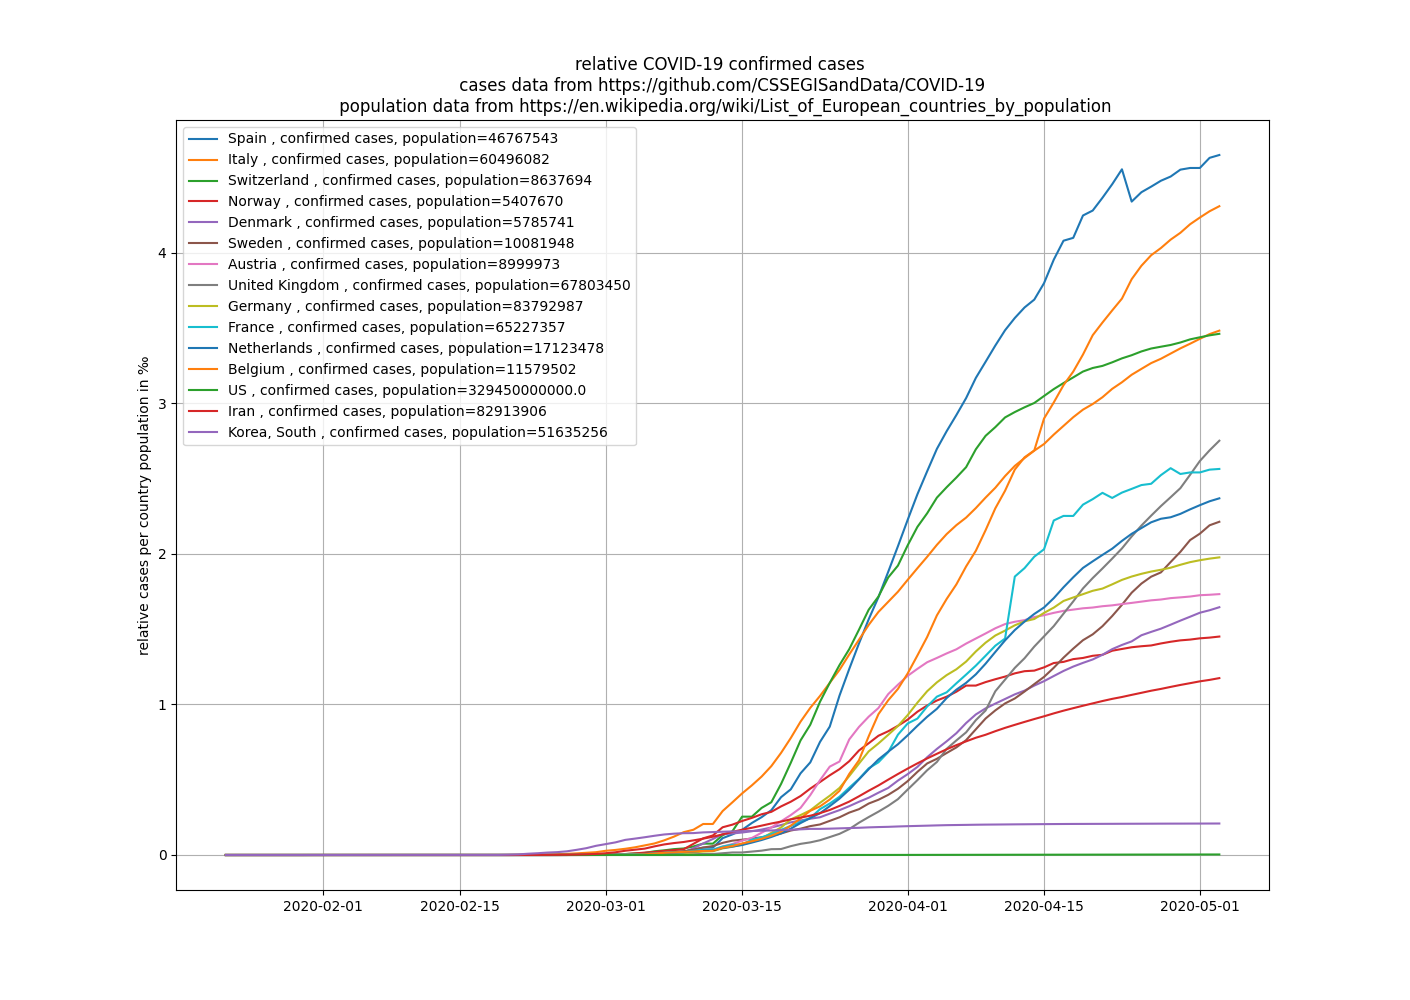 relative COVID-19 confirmed cases
cases data from https://github.com/CSSEGISandData/COVID-19
population data from https://en.wikipedia.org/wiki/List_of_European_countries_by_population
Spain , confirmed cases, population=46767543
Italy , confirmed cases, population=60496082
Switzerland , confirmed cases, population=8637694
Norway , confirmed cases, population=5407670
Denmark , confirmed cases, population=5785741
Sweden , confirmed cases, population=10081948
Austria , confirmed cases, population=8999973
United Kingdom , confirmed cases, population=67803450
Germany , confirmed cases, population=83792987
France , confirmed cases, population=65227357
Netherlands , confirmed cases, population=17123478
Belgium , confirmed cases, population=11579502
US , confirmed cases, population=329450000000.0
Iran , confirmed cases, population=82913906
Korea, South , confirmed cases, population=51635256
relative cases per country population in ‰
4
3
2
1
0
2020-02-01 2020-02-15 2020-03-01 2020-03-15 2020-04-01 2020-04-15 2020-05-01